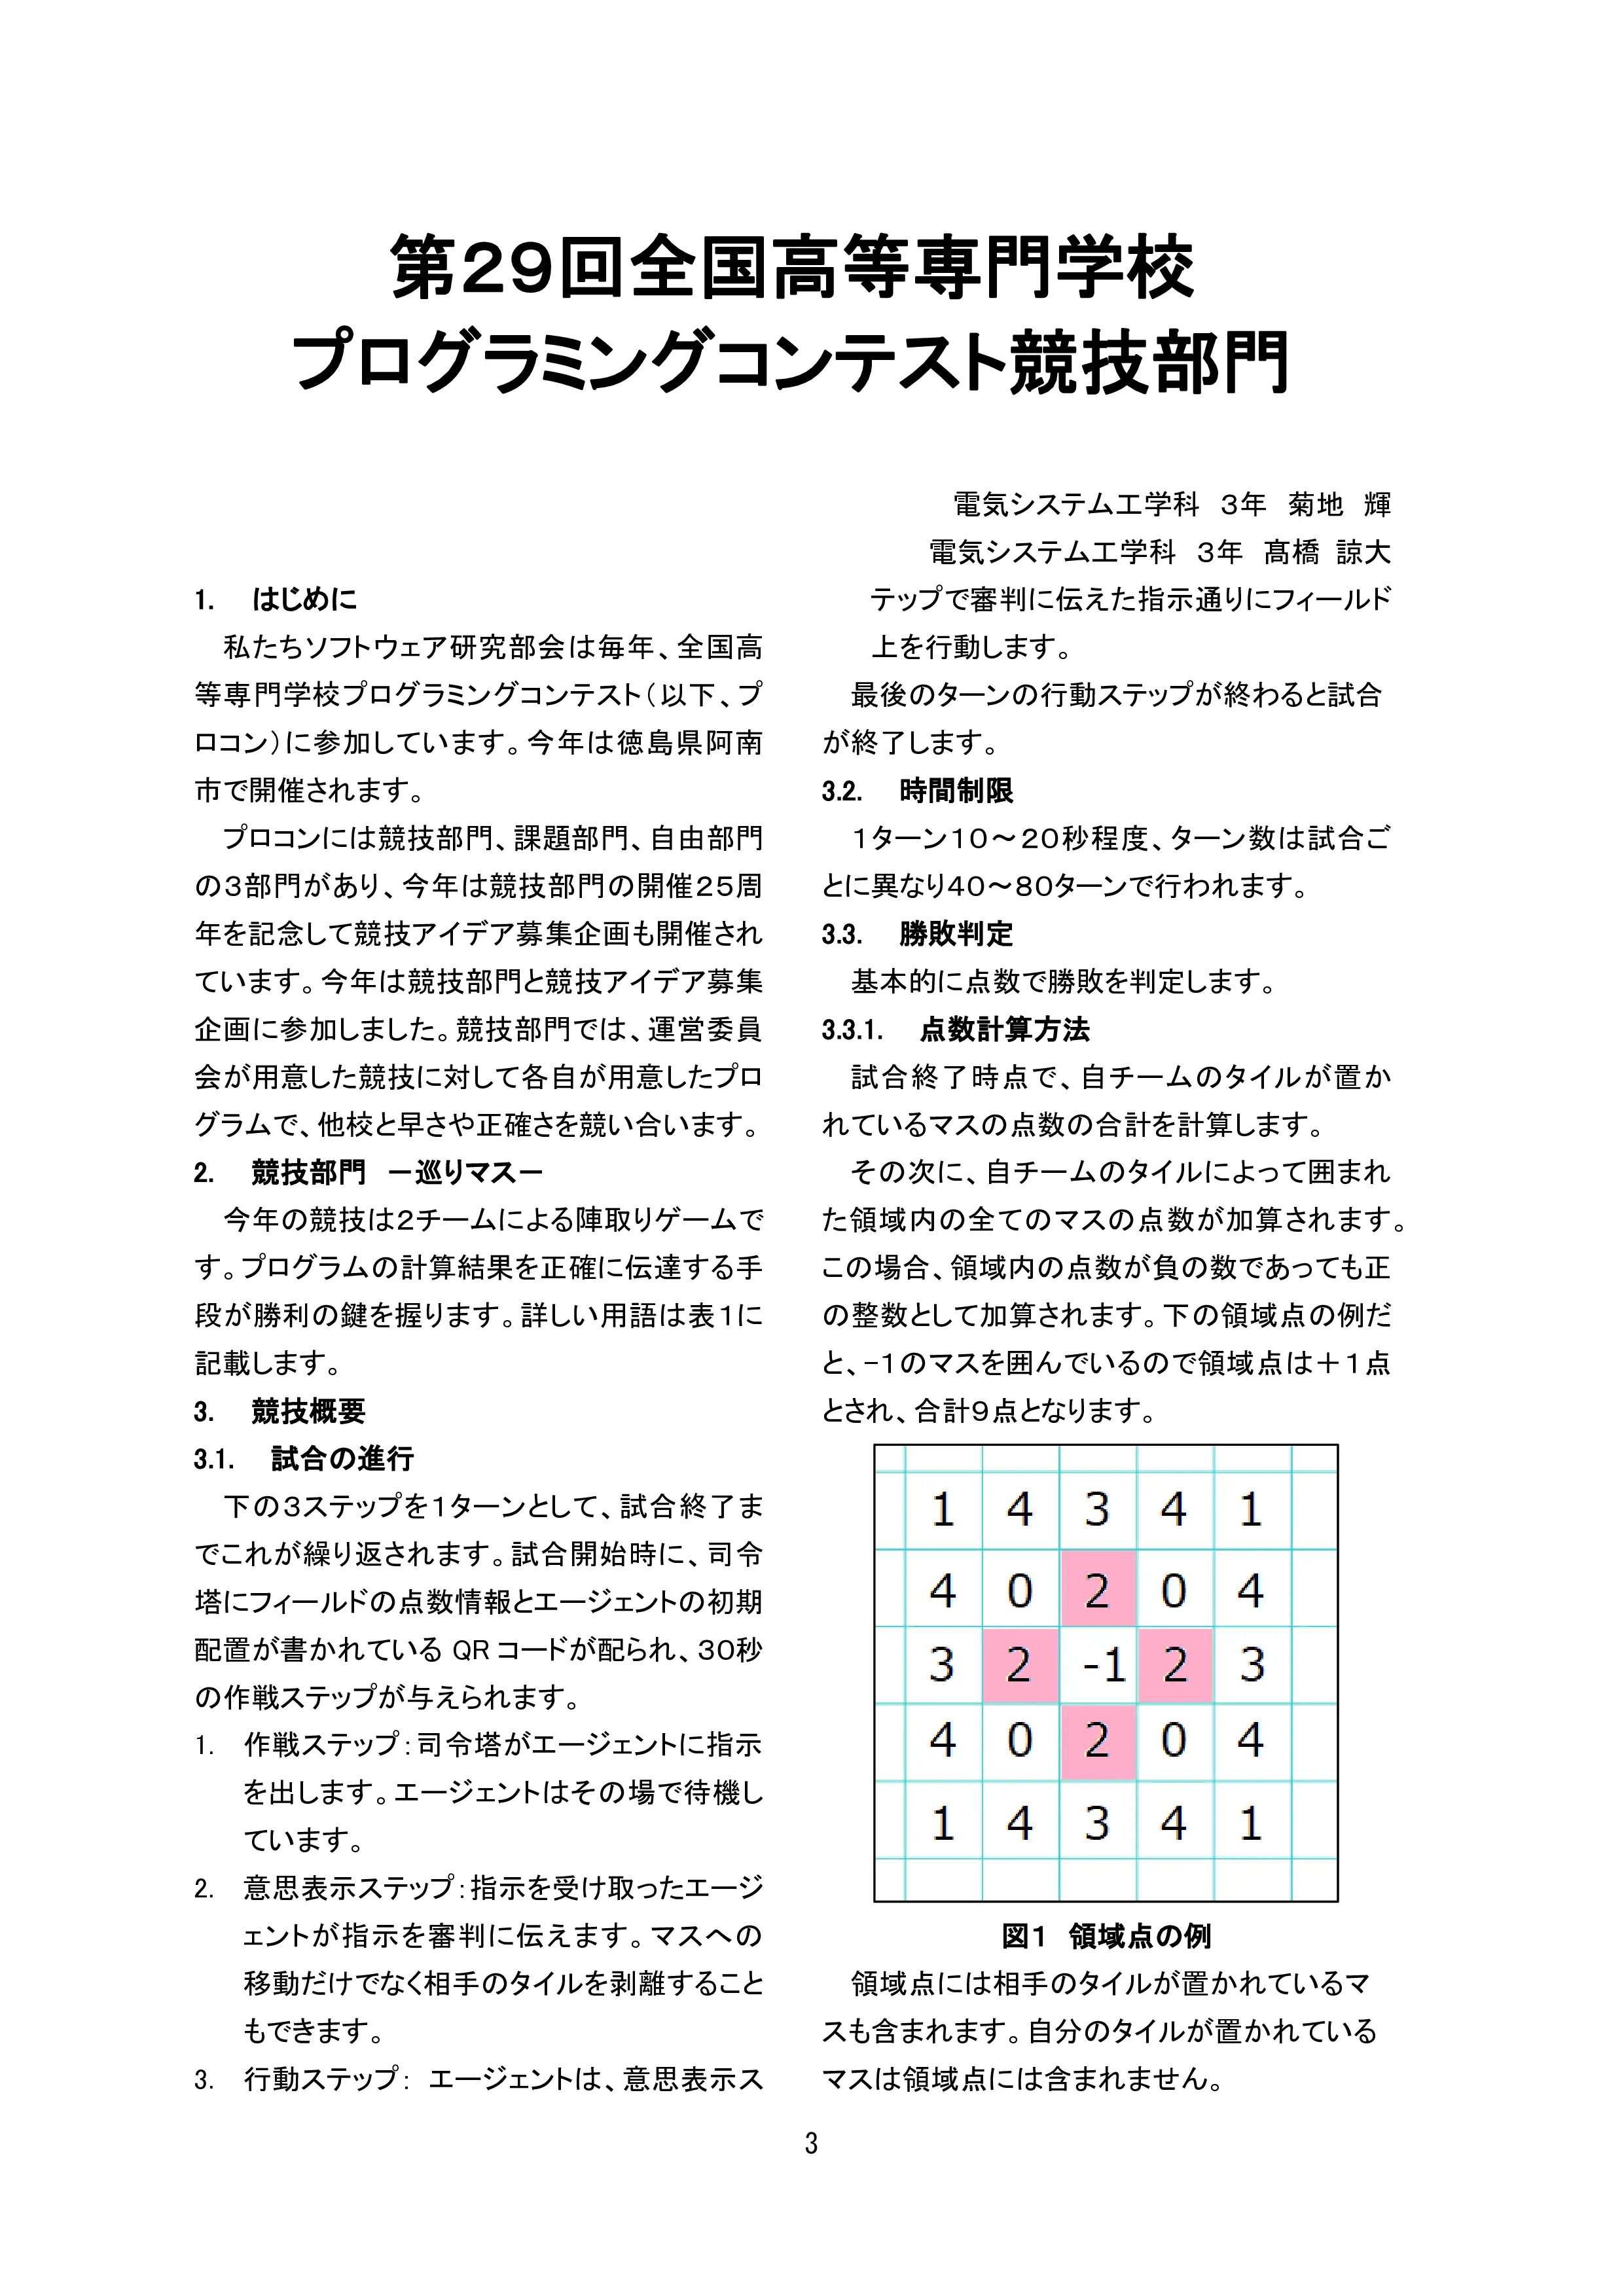 第29回全国高等専門学校
プログラミングコンテスト競技部門
電気システム工学科 3年 菊地 輝
電気システム工学科 3年 髙橋 諒大
1. はじめに
私たちソフトウェア研究部会は毎年、全国高
等専門学校プログラミングコンテスト（以下、プ
ロコン）に参加しています。今年は徳島県阿南
市で開催されます。
プロコンには競技部門、課題部門、自由部門
の3部門があり、今年は競技部門の開催25周
年を記念して競技アイデア募集企画も開催され
ています。今年は競技部門と競技アイデア募集
企画に参加しました。競技部門では、運営委員
会が用意した競技に対して各自が用意したプロ
グラムで、他校と早さや正確さを競い合います。
2. 競技部門 －巡りマス－
今年の競技は2チームによる陣取りゲームで
す。プログラムの計算結果を正確に伝達する手
段が勝利の鍵を握ります。詳しい用語は表1に
記載します。
3. 競技概要
3.1. 試合の進行
下の3ステップを1ターンとして、試合終了ま
でこれが繰り返されます。試合開始時に、司令
塔にフィールドの点数情報とエージェントの初期
配置が書かれている QR コードが配られ、30秒
の作戦ステップが与えられます。
1. 作戦ステップ：司令塔がエージェントに指示
を出します。エージェントはその場で待機し
ています。
2. 意思表示ステップ：指示を受け取ったエージ
ェントが指示を審判に伝えます。マスへの
移動だけでなく相手のタイルを剥離すること
もできます。
3. 行動ステップ： エージェントは、意思表示ス
テップで審判に伝えた指示通りにフィールド
上を行動します。
最後のターンの行動ステップが終わると試合
が終了します。
3.2. 時間制限
1ターン10～20秒程度、ターン数は試合ご
とに異なり40～80ターンで行われます。
3.3. 勝敗判定
基本的に点数で勝敗を判定します。
3.3.1. 点数計算方法
試合終了時点で、自チームのタイルが置か
れているマスの点数の合計を計算します。
その次に、自チームのタイルによって囲まれ
た領域内の全てのマスの点数が加算されます。
この場合、領域内の点数が負の数であっても正
の整数として加算されます。下の領域点の例だ
と、-1のマスを囲んでいるので領域点は＋1点
とされ、合計9点となります。
1 4 3 4 1
4 0 2 0 4
3 2 -1 2 3
4 0 2 0 4
1 4 3 4 1
図1 領域点の例
領域点には相手のタイルが置かれているマ
スも含まれます。自分のタイルが置かれている
マスは領域点には含まれません。
3